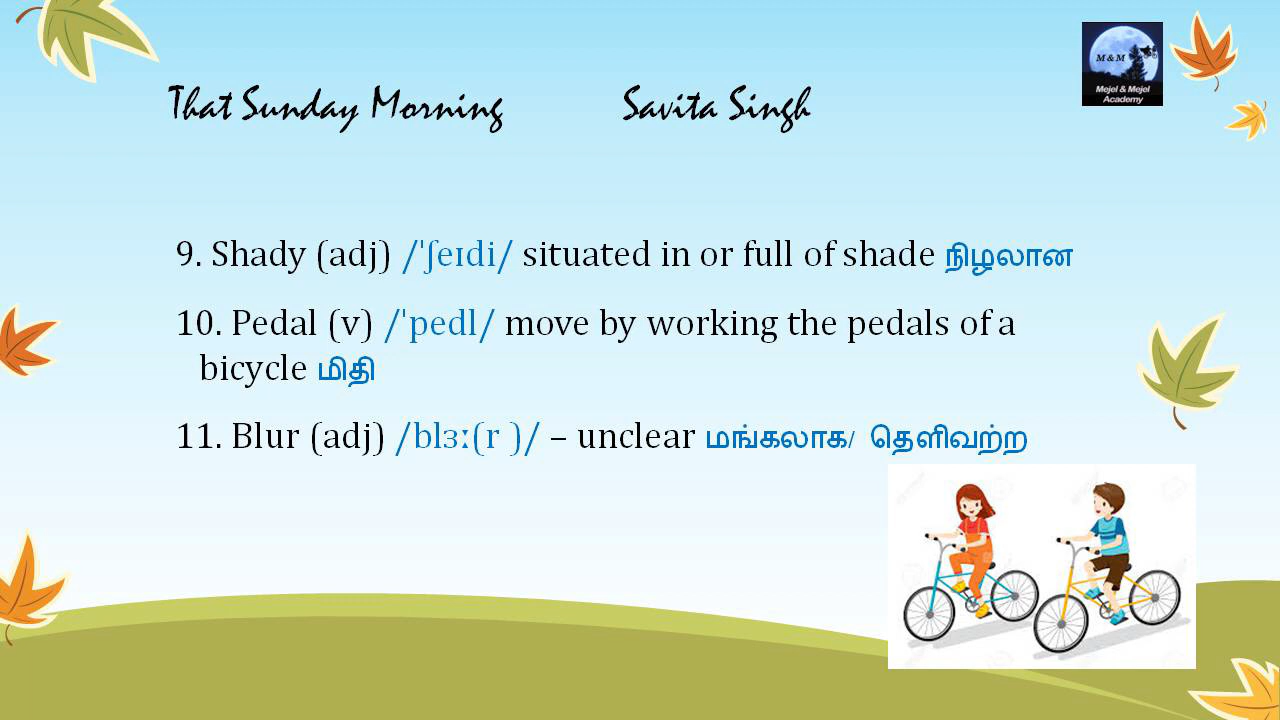 That Sunday Morning Savita Singh
M & M
Mejel & Mejel
Academy
9. Shady (adj) /ˈʃeɪdi/ situated in or full of shade நிழலான
10. Pedal (v) /ˈpedl/ move by working the pedals of a
bicycle மிதி
11. Blur (adj) /blɜː(r )/ – unclear மங்கலாக/ தெளிவற்ற